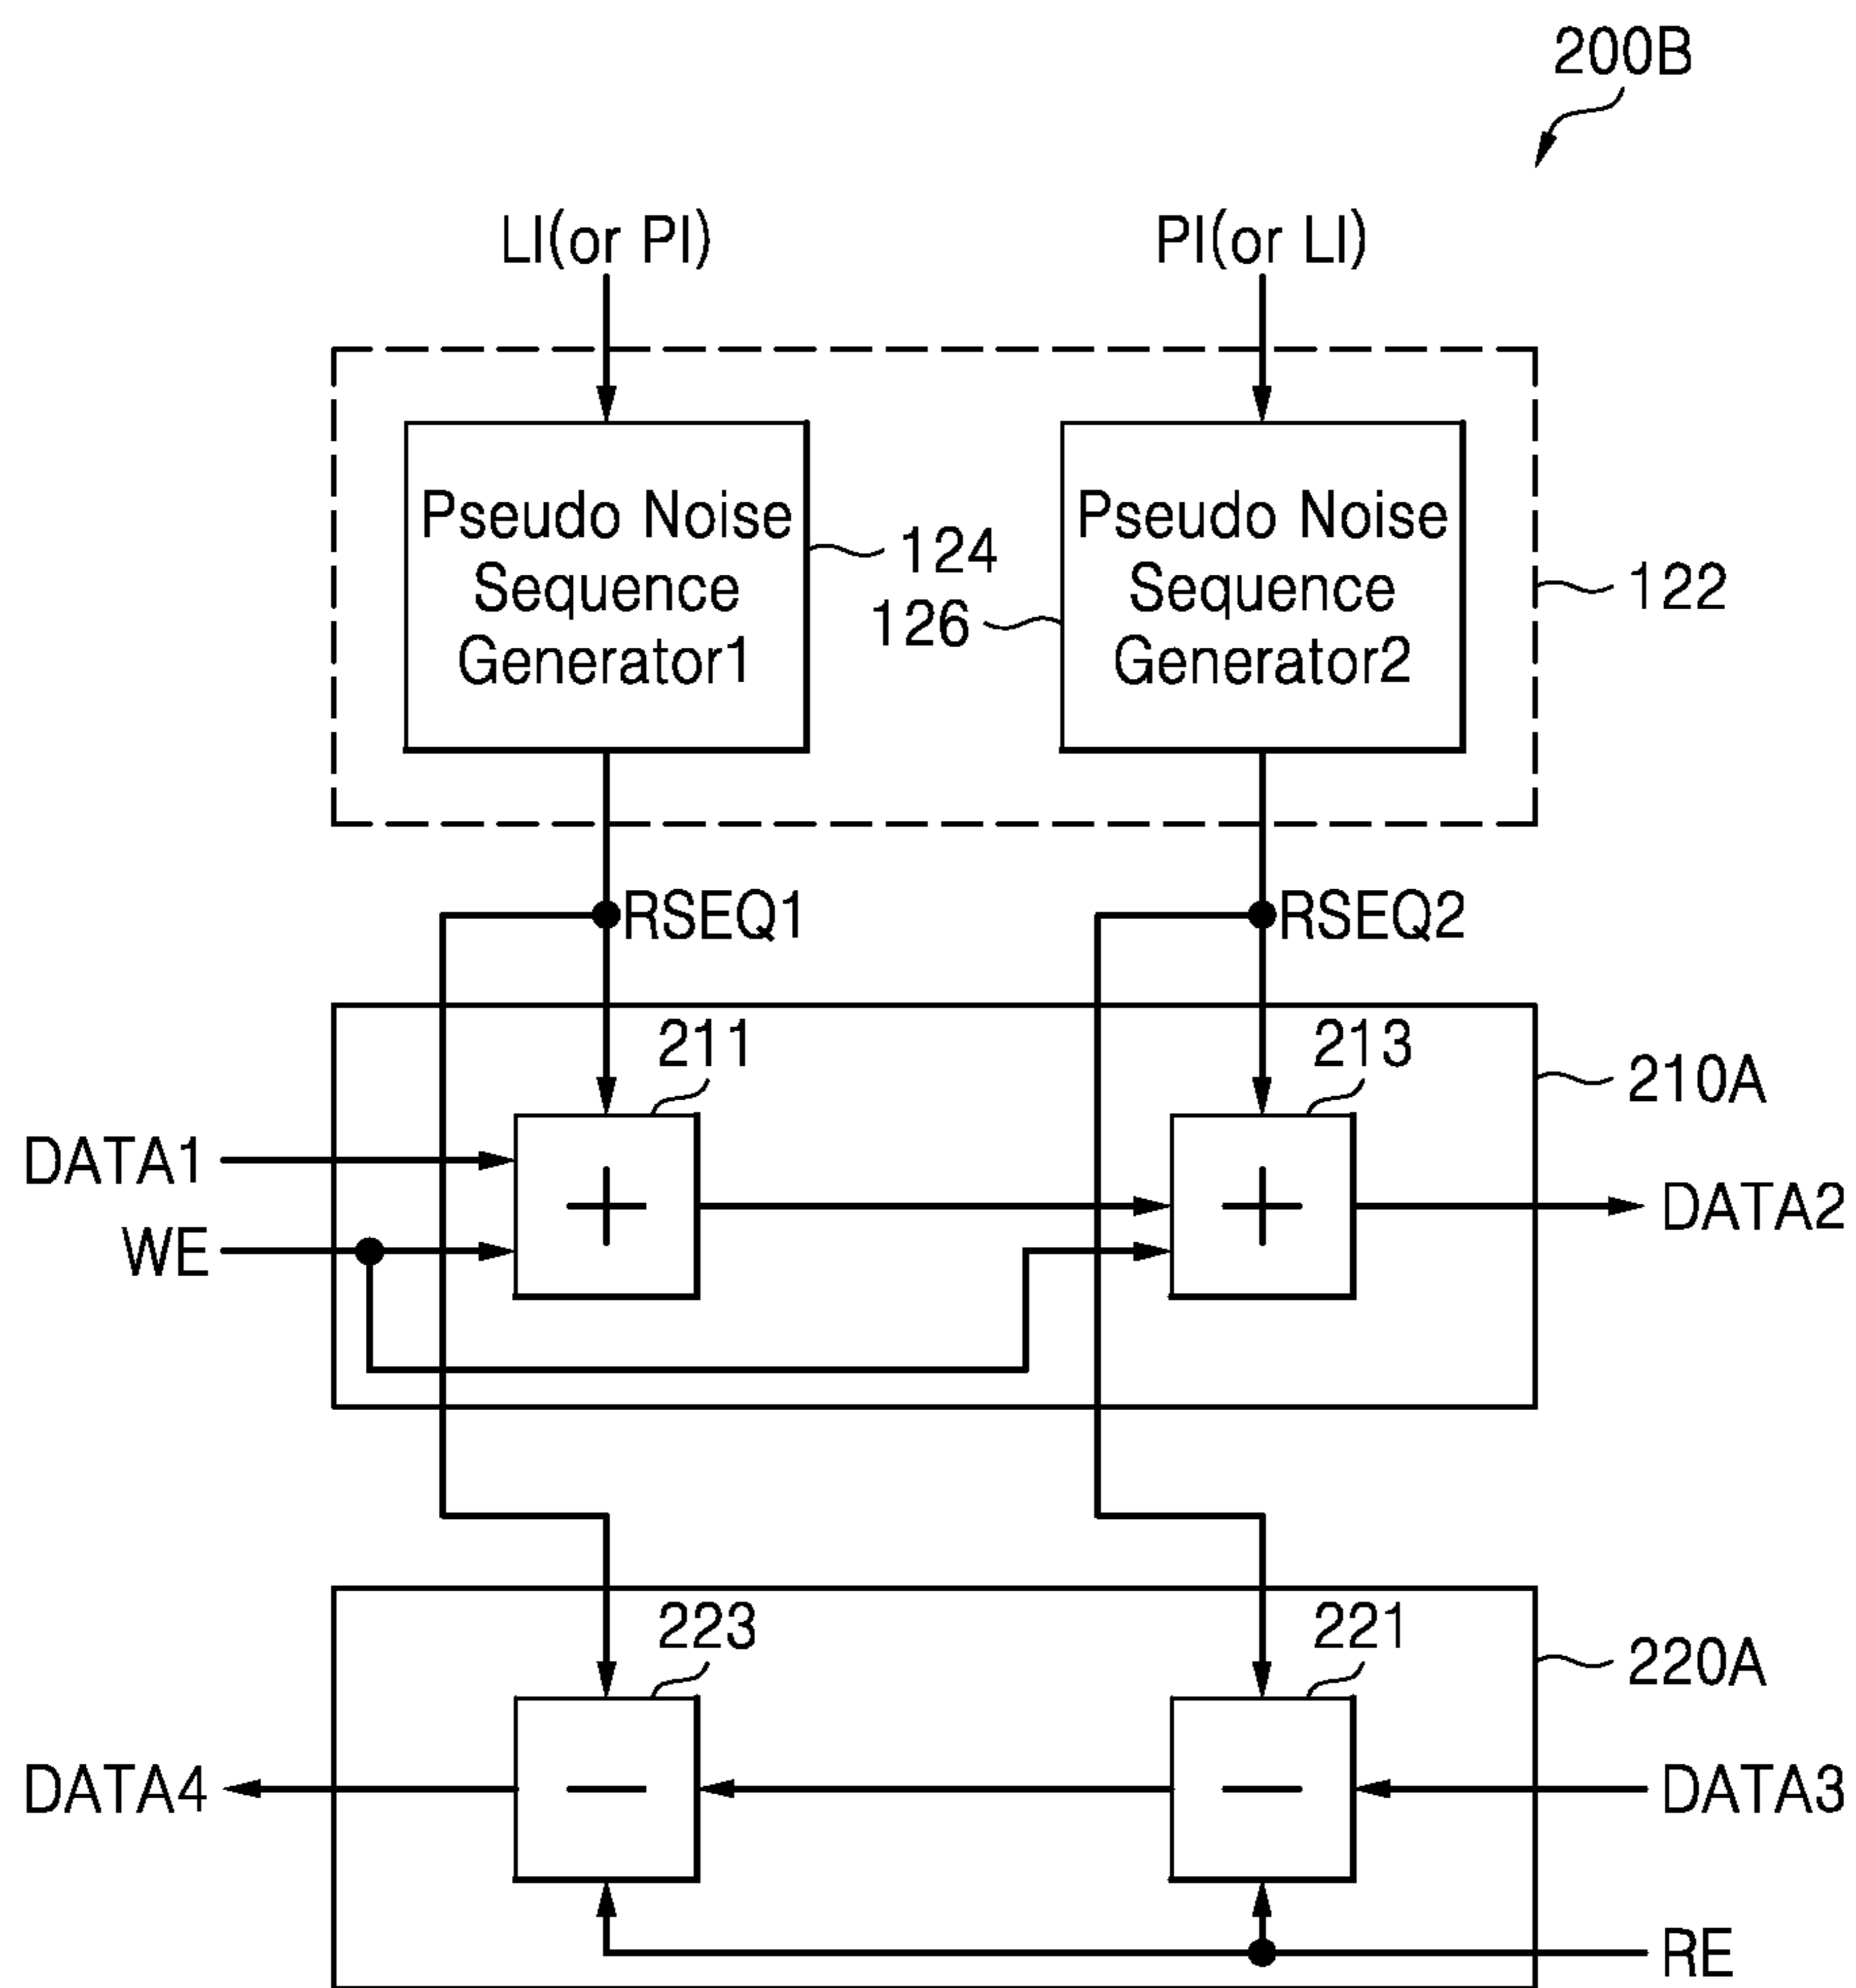 200B
LI(or PI)
PI(or LI)
Pseudo Noise
Sequence
Generator1
124
126
Pseudo Noise
Sequence
Generator2
122
RSEQ1
RSEQ2
211
213
210A
DATA1
WE
DATA2
223
221
220A
DATA4
DATA3
RE